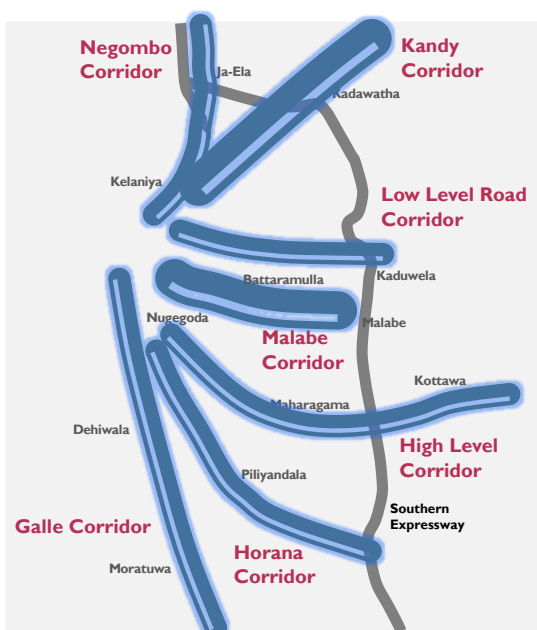 Negombo
Corridor
Kandy
Corridor
Ja-Ela
Kadawatha
Kelaniya
Low Level Road
Corridor
Battaramulla
Kaduwela
Nugegoda
Malabe
Malabe
Corridor
Kottawa
Maharagama
Dehiwala
High Level
Corridor
Piliyandala
Southern
Expressway
Galle Corridor
Horana
Corridor
Moratuwa